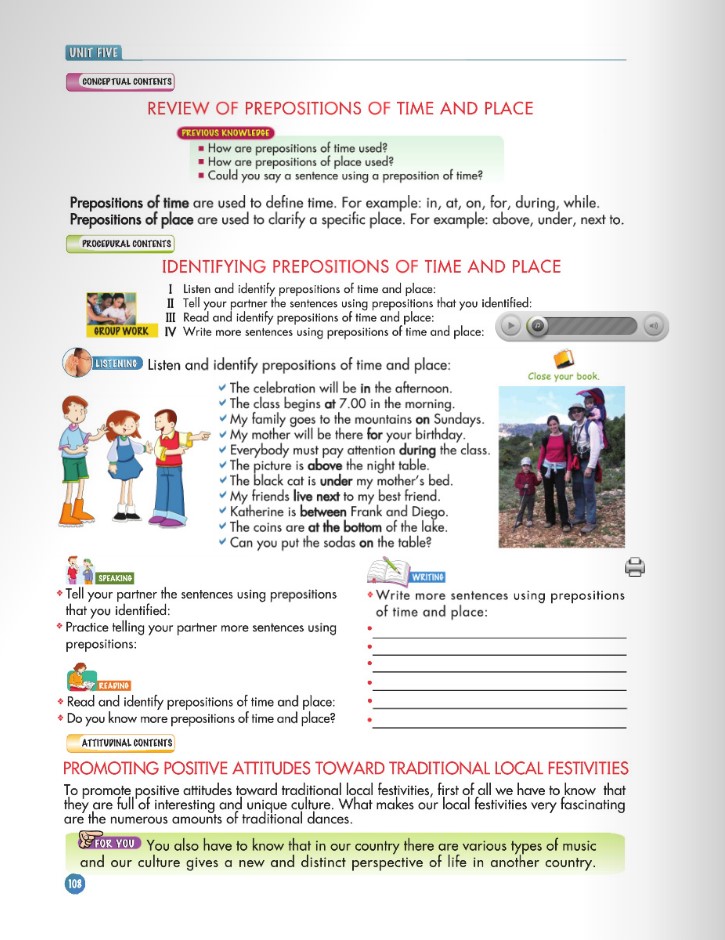 UNIT FIVE
CONCEPTUAL CONTENTS
REVIEW OF PREPOSITIONS OF TIME AND PLACE
PREVIOUS KNOWLEDGE
▪ How are prepositions of time used?
▪ How are prepositions of place used?
▪ Could you say a sentence using a preposition of time?
Prepositions of time are used to define time. For example: in, at, on, for, during, while.
Prepositions of place are used to clarify a specific place. For example: above, under, next to.
PROCEDURAL CONTENTS
IDENTIFYING PREPOSITIONS OF TIME AND PLACE
I Listen and identify prepositions of time and place:
II Tell your partner the sentences using prepositions that you identified:
III Read and identify prepositions of time and place:
IV Write more sentences using prepositions of time and place:
GROUP WORK
LISTENING Listen and identify prepositions of time and place:
Close your book.
The celebration will be in the afternoon.
The class begins at 7.00 in the morning.
My family goes to the mountains on Sundays.
My mother will be there for your birthday.
Everybody must pay attention during the class.
The picture is above the night table.
The black cat is under my mother's bed.
My friends live next to my best friend.
Katherine is between Frank and Diego.
The coins are at the bottom of the lake.
Can you put the sodas on the table?
SPEAKING
Tell your partner the sentences using prepositions
that you identified:
Practice telling your partner more sentences using
prepositions:
READING
Read and identify prepositions of time and place:
Do you know more prepositions of time and place?
WRITING
Write more sentences using prepositions
of time and place:
ATTITUDINAL CONTENTS
PROMOTING POSITIVE ATTITUDES TOWARD TRADITIONAL LOCAL FESTIVITIES
To promote positive attitudes toward traditional local festivities, first of all we have to know that
they are full of interesting and unique culture. What makes our local festivities very fascinating
are the numerous amounts of traditional dances.
FOR YOU You also have to know that in our country there are various types of music
and our culture gives a new and distinct perspective of life in another country.
108